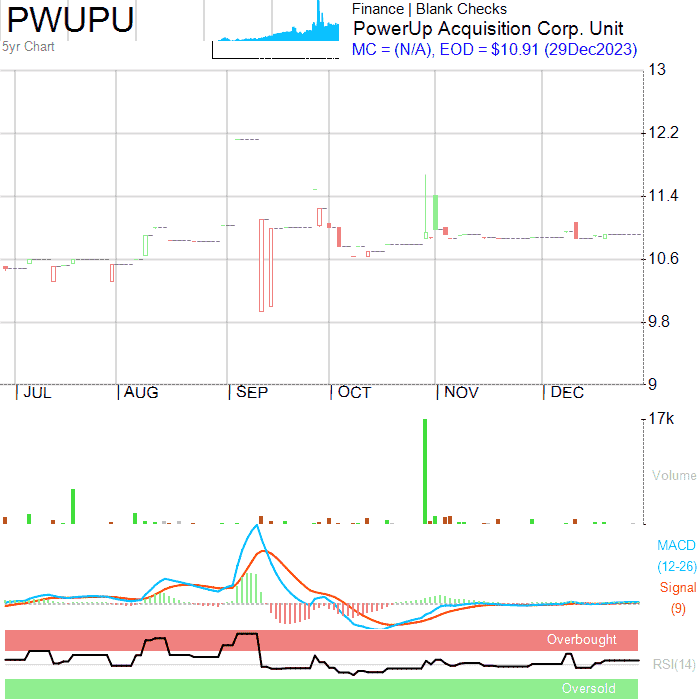 PWUPU
5yr Chart
Finance | Blank Checks
PowerUp Acquisition Corp. Unit
MC = (N/A), EOD = $10.91 (29Dec2023)
13
12.2
11.4
10.6
9.8
9
JUL
AUG
SEP
OCT
NOV
DEC
17k
Volume
MACD
(12-26)
Signal
(9)
Overbought
RSI(14)
Oversold